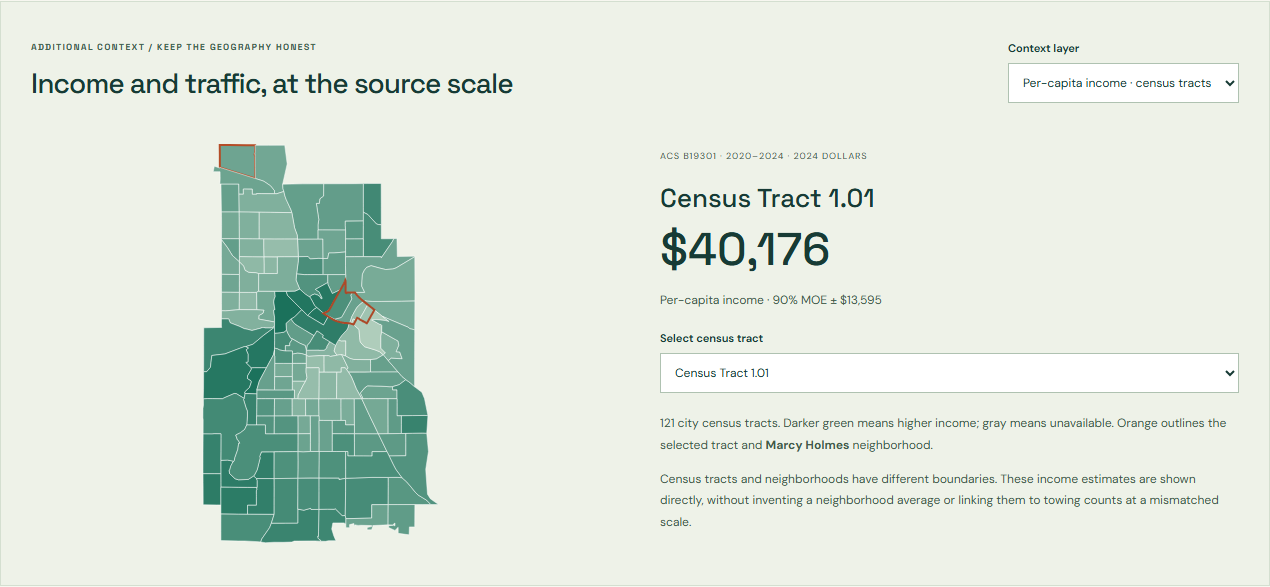 ADDITIONAL CONTEXT / KEEP THE GEOGRAPHY HONEST
Income and traffic, at the source scale
Context layer
Per-capita income · census tracts
ACS B19301 · 2020–2024 · 2024 DOLLARS
Census Tract 1.01
$40,176
Per-capita income · 90% MOE ± $13,595
Select census tract
Census Tract 1.01
121 city census tracts. Darker green means higher income; gray means unavailable. Orange outlines the
selected tract and Marcy Holmes neighborhood.
Census tracts and neighborhoods have different boundaries. These income estimates are shown
directly, without inventing a neighborhood average or linking them to towing counts at a mismatched
scale.